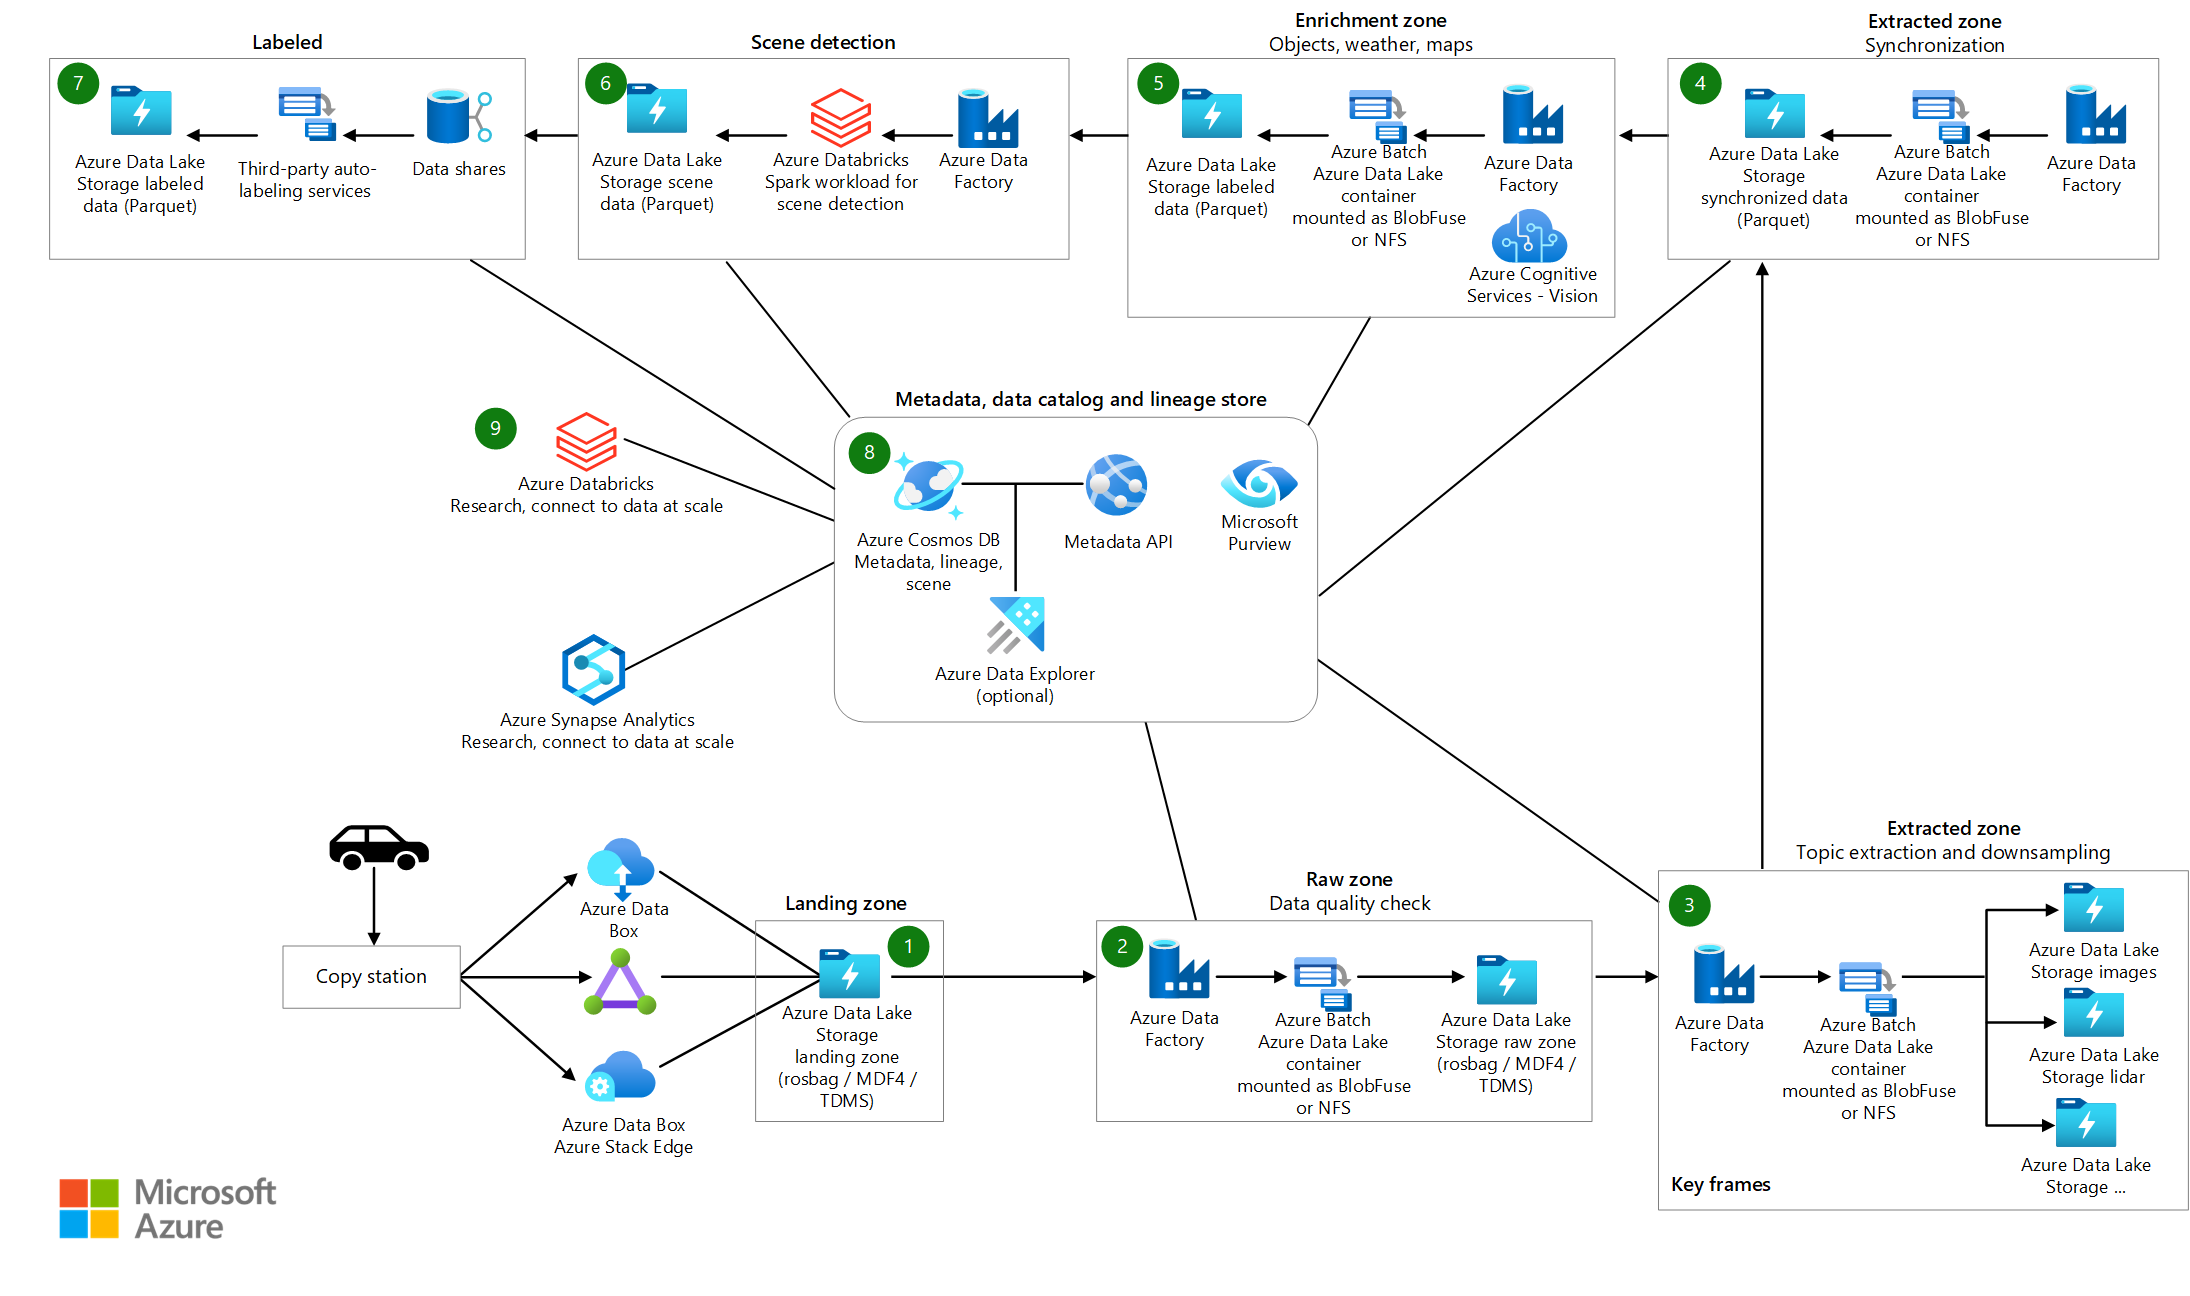 Labeled
7
Azure Data Lake
Storage labeled
data (Parquet)
Third-party auto-
labeling services
Data shares
Scene detection
6
Azure Data Lake
Storage scene
data (Parquet)
Azure Databricks
Spark workload for
scene detection
Azure Data
Factory
Enrichment zone
Objects, weather, maps
5
Azure Data Lake
Storage labeled
data (Parquet)
Azure Batch
Azure Data Lake
container
mounted as BlobFuse
or NFS
Azure Data
Factory
Azure Cognitive
Services - Vision
Extracted zone
Synchronization
4
Azure Data Lake
Storage
synchronized data
(Parquet)
Azure Batch
Azure Data Lake
container
mounted as BlobFuse
or NFS
Azure Data
Factory
Metadata, data catalog and lineage store
8
Azure Cosmos DB
Metadata, lineage,
scene
Metadata API
Microsoft
Purview
Azure Data Explorer
(optional)
9
Azure Databricks
Research, connect to data at scale
Azure Synapse Analytics
Research, connect to data at scale
Copy station
Azure Data
Box
Azure Data Box
Azure Stack Edge
Landing zone
1
Azure Data Lake
Storage
landing zone
(rosbag / MDF4 /
TDMS)
Raw zone
Data quality check
2
Azure Data
Factory
Azure Batch
Azure Data Lake
container
mounted as BlobFuse
or NFS
Azure Data Lake
Storage raw zone
(rosbag / MDF4 /
TDMS)
Extracted zone
Topic extraction and downsampling
3
Azure Data
Factory
Azure Batch
Azure Data Lake
container
mounted as BlobFuse
or NFS
Azure Data Lake
Storage images
Azure Data Lake
Storage lidar
Azure Data Lake
Storage ...
Key frames
Microsoft
Azure